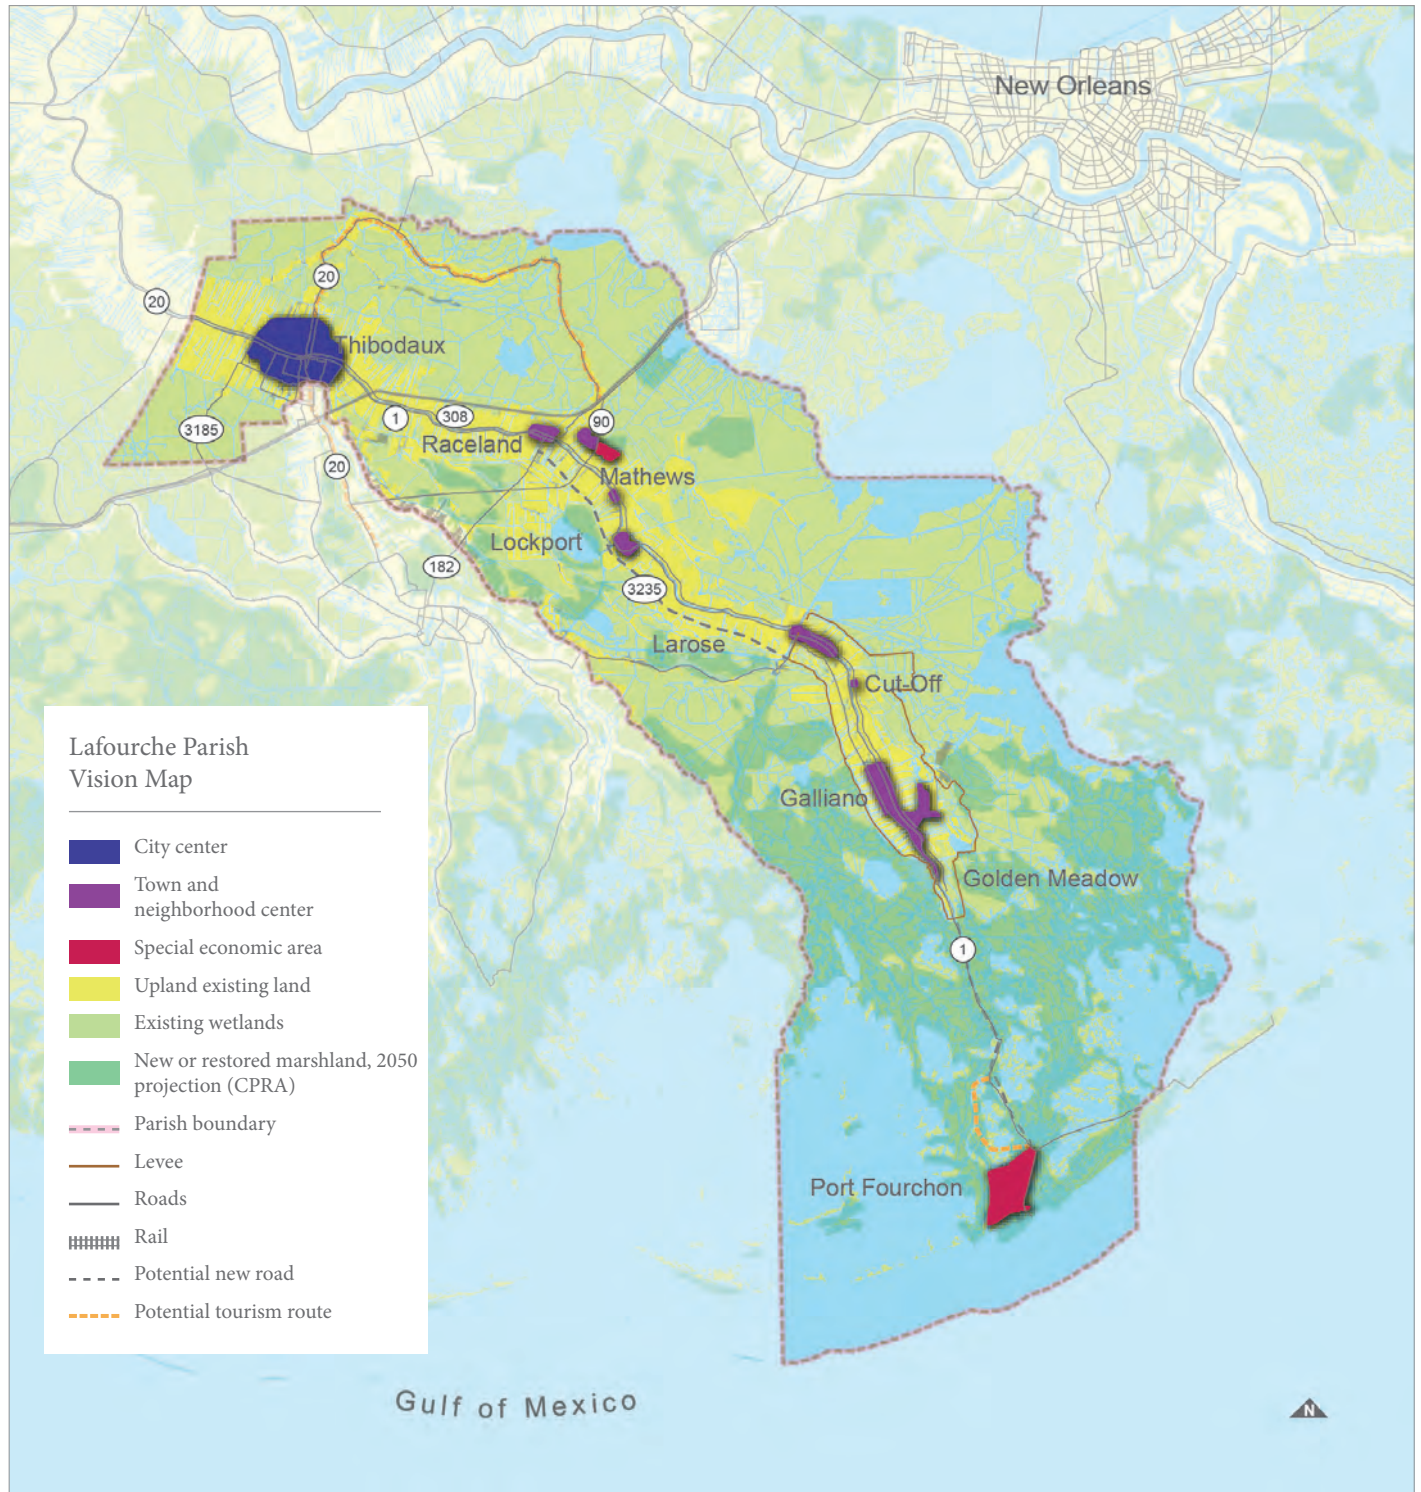 New Orleans
20
20
Thibodaux
3185
1
308
90
Raceland
20
Mathews
Lockport
182
3235
Larose
Cut-Off
Galliano
Golden Meadow
1
Port Fourchon
Lafourche Parish
Vision Map
City center
Town and
neighborhood center
Special economic area
Upland existing land
Existing wetlands
New or restored marshland, 2050
projection (CPRA)
Parish boundary
Levee
Roads
Rail
Potential new road
Potential tourism route
Gulf of Mexico
N